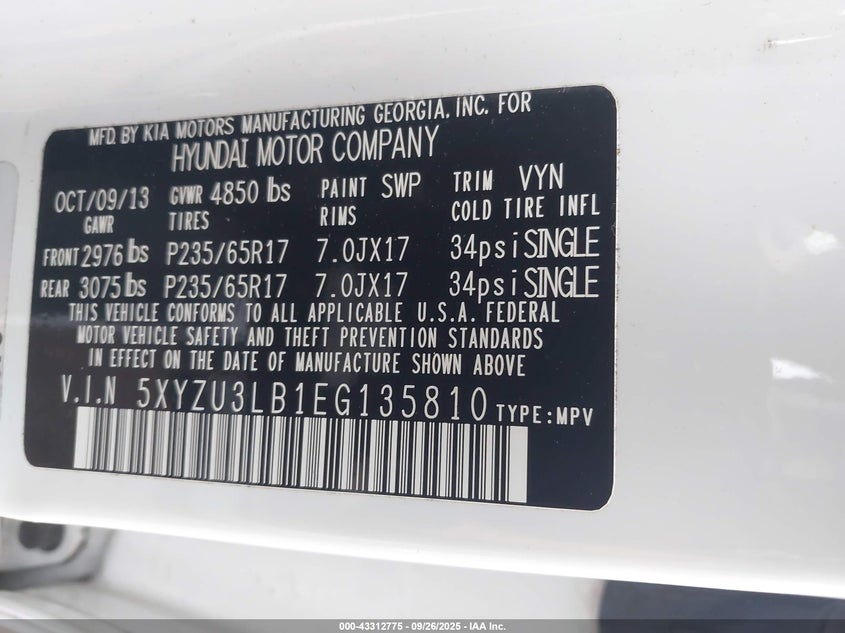 MFD. BY KIA MOTORS MANUFACTURING GEORGIA, INC. FOR
HYUNDAI MOTOR COMPANY
OCT/09/13 GVWR 4850 lbs PAINT SWP TRIM VYN
GAWR TIRES RIMS COLD TIRE INFL
FRONT 2976 lbs P235/65R17 7.0JX17 34psi SINGLE
REAR 3075 lbs P235/65R17 7.0JX17 34psi SINGLE
THIS VEHICLE CONFORMS TO ALL APPLICABLE U.S.A. FEDERAL
MOTOR VEHICLE SAFETY AND THEFT PREVENTION STANDARDS
IN EFFECT ON THE DATE OF MANUFACTURE SHOWN ABOVE
V.I.N 5XYZU3LB1EG135810 TYPE:MPV
000-43312775 - 09/26/2025 - IAA Inc.